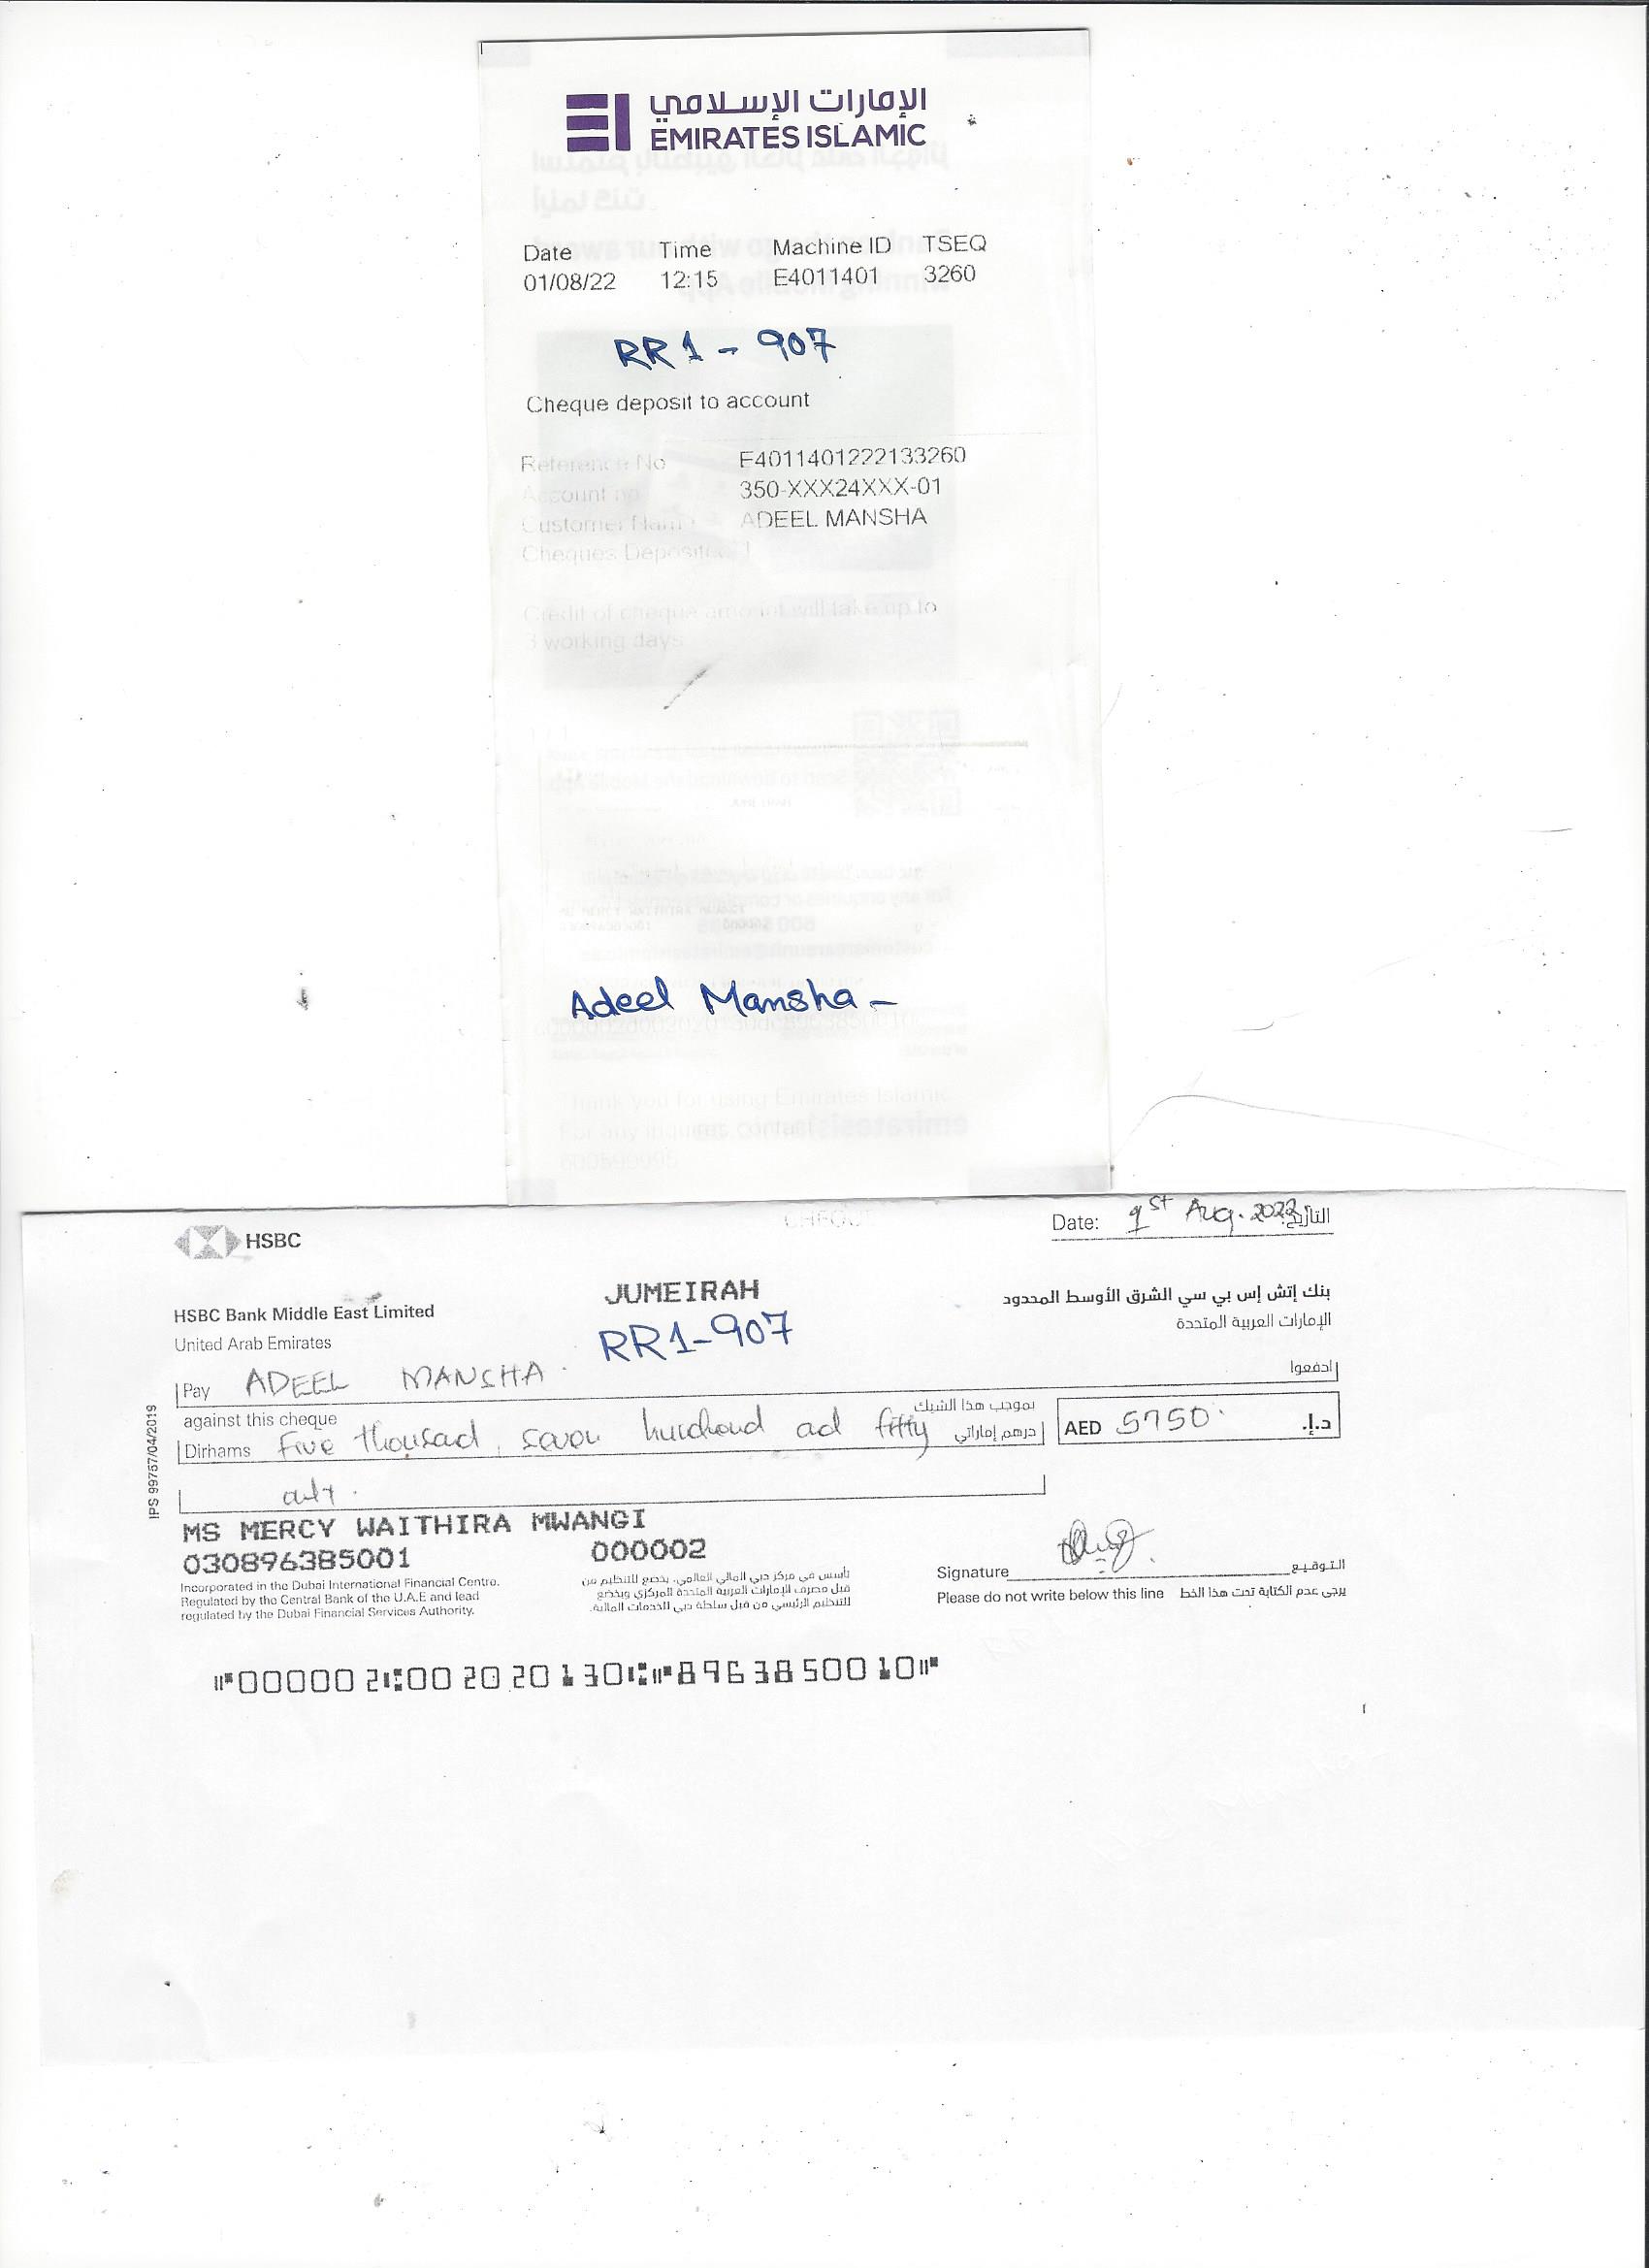 الإمارات الإسلامي
EMIRATES ISLAMIC
Date Time Machine ID TSEQ
01/08/22 12:15 E4011401 3260
RR1 - 907
Cheque deposit to account
Reference No E4011401222133260
Account no 350-XXX24XXX-01
Customer Name ADEEL MANSHA
Cheques Deposited 1
Credit of cheque amount will take up to
3 working days
Adeel Mansha -
Thank you for using Emirates Islamic
For any inquires contact
HSBC
Date: 1st Aug. 2022 التاريخ:
JUMEIRAH
HSBC Bank Middle East Limited
بنك إتش إس بي سي الشرق الأوسط المحدود
United Arab Emirates
الإمارات العربية المتحدة
RR1-907
Pay ADEEL MANSHA. ادفعوا
against this cheque بموجب هذا الشيك
Dirhams Five thousad, seven hundred ad fifty درهم إماراتي
AED 5750 د.إ.
IPS 99757/04/2019
MS MERCY WAITHIRA MWANGI
030896385001 000002
Incorporated in the Dubai International Financial Centre.
Regulated by the Central Bank of the U.A.E and lead
regulated by the Dubai Financial Services Authority.
تأسس في مركز دبي المالي العالمي. يخضع للتنظيم من
قبل مصرف الإمارات العربية المتحدة المركزي ويخضع
للتنظيم الرئيسي من قبل سلطة دبي للخدمات المالية.
Signature التوقيع
Please do not write below this line يرجى عدم الكتابة تحت هذا الخط
⑈000002⑆002020130⑆⑈896385001 0⑈